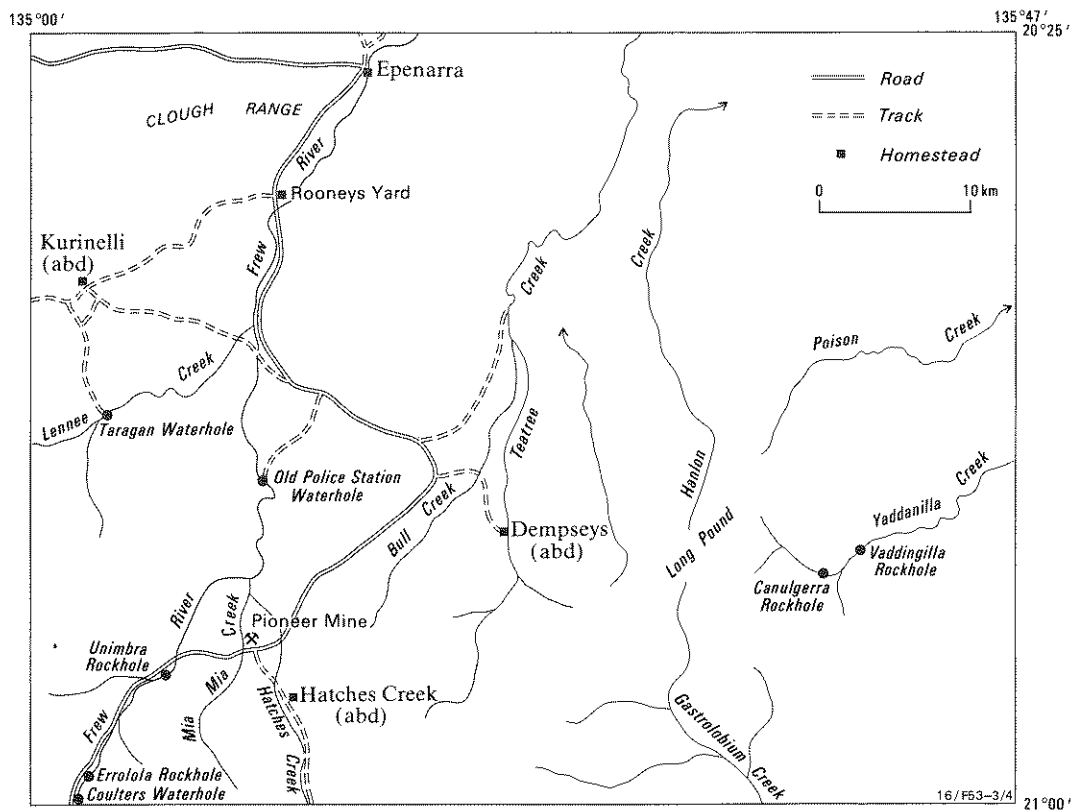 135°00′
135°47′
20°25′
Epenarra
Road
CLOUGH RANGE
Track
River
Homestead
Rooneys Yard
0 10 km
Kurinelli
(abd)
Frew
Creek
Creek
Poison Creek
Creek
Lennee
Taragan Waterhole
Teatree
Old Police Station
Waterhole
Hanlon
Creek
Yaddanilla
Bull
Dempseys
(abd)
Long Pound
Vaddingilla
Rockhole
Canulgerra
Rockhole
River
Creek
Pioneer Mine
Unimbra
Rockhole
Mia
Hatches Creek
(abd)
Hatches
Frew
Mia
Gastrolobium
Creek
Creek
Errolola Rockhole
Coulters Waterhole
16/F53-3/4
21°00′